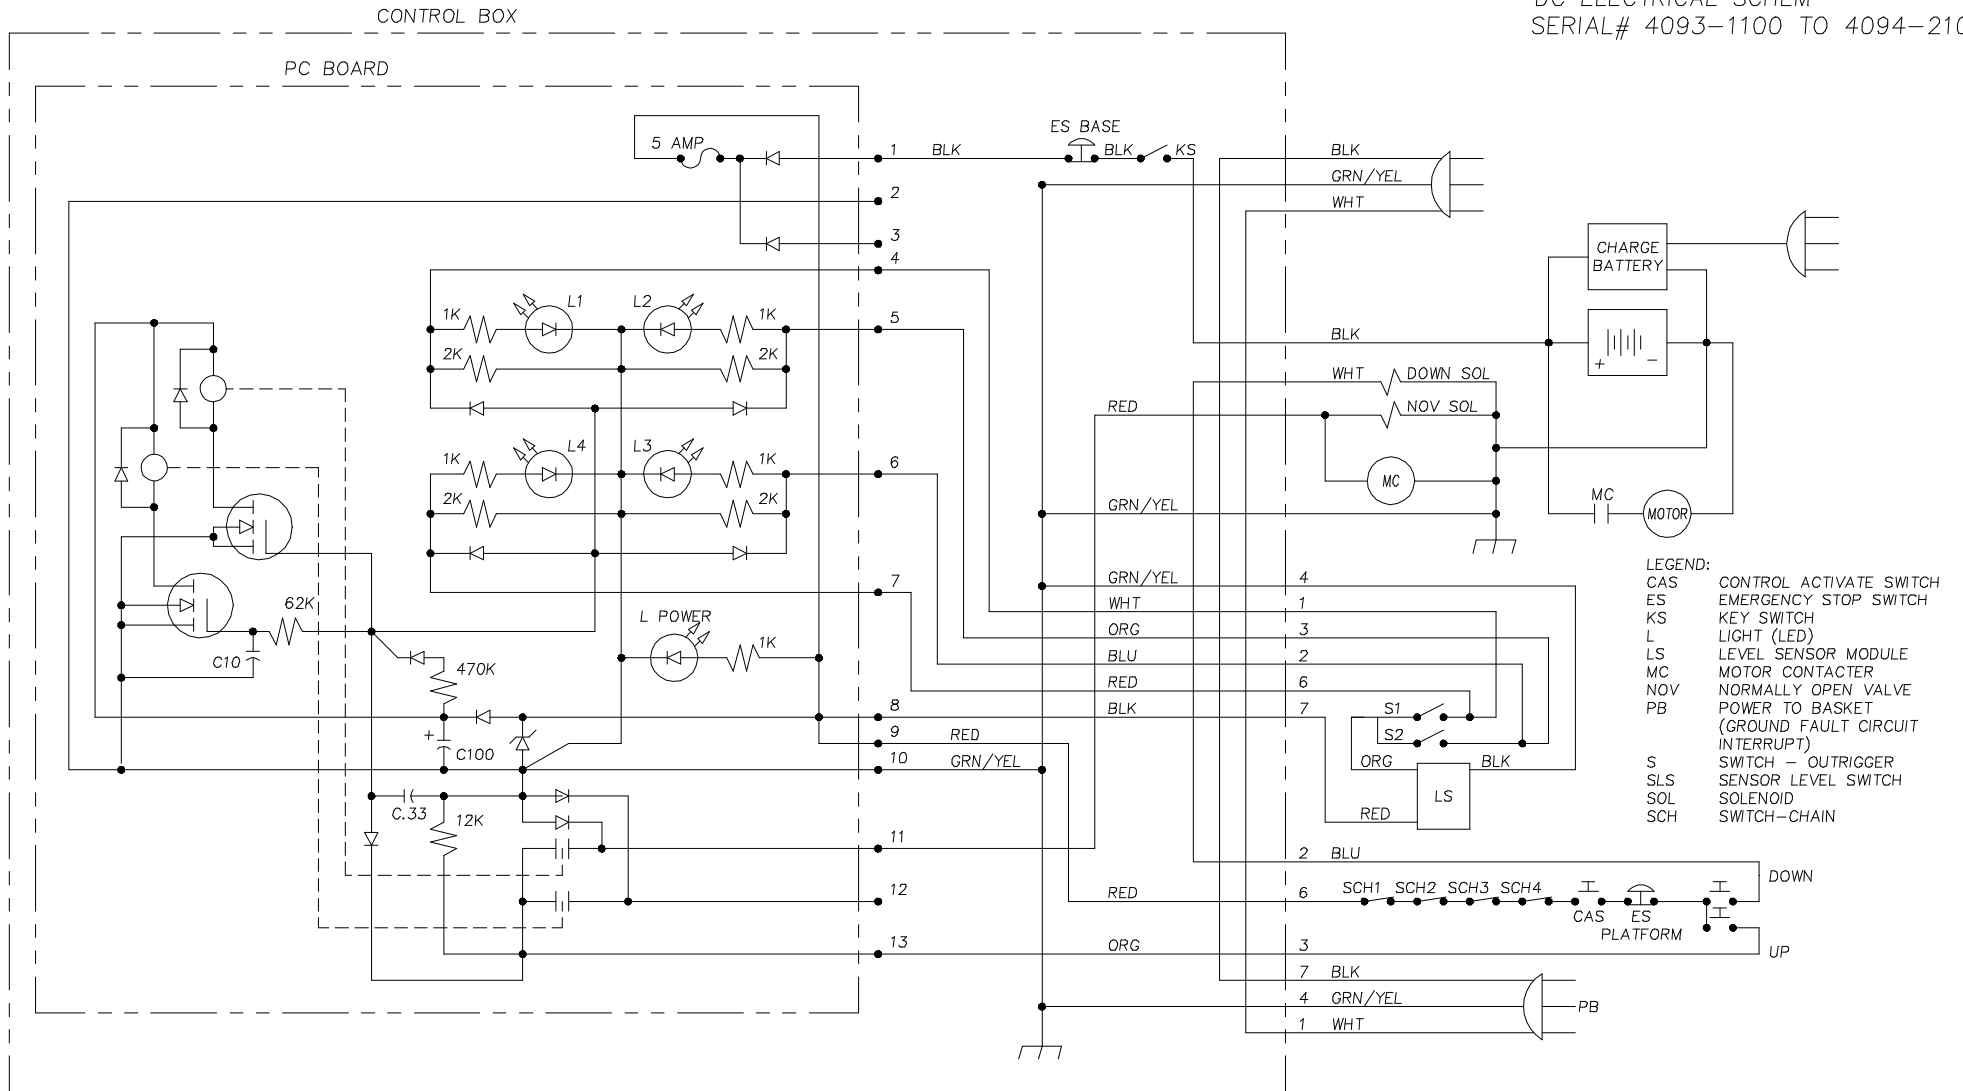 DC ELECTRICAL SCHEM
SERIAL# 4093-1100 TO 4094-210
CONTROL BOX
PC BOARD
5 AMP
1
BLK
ES BASE
BLK
KS
BLK
GRN/YEL
WHT
2
3
4
CHARGE
BATTERY
1K
L1
L2
1K
5
2K
2K
BLK
+
-
WHT
DOWN SOL
RED
NOV SOL
1K
L4
L3
1K
6
2K
2K
MC
GRN/YEL
MC
MOTOR
7
62K
C10
L POWER
1K
470K
GRN/YEL
4
WHT
1
ORG
3
BLU
2
RED
6
8
BLK
7
S1
S2
+
C100
9
RED
10
GRN/YEL
ORG
BLK
LS
RED
C.33
12K
11
12
13
2
BLU
RED
6
SCH1
SCH2
SCH3
SCH4
CAS
ES
PLATFORM
DOWN
UP
ORG
3
7
BLK
4
GRN/YEL
1
WHT
PB
LEGEND:
CAS CONTROL ACTIVATE SWITCH
ES EMERGENCY STOP SWITCH
KS KEY SWITCH
L LIGHT (LED)
LS LEVEL SENSOR MODULE
MC MOTOR CONTACTER
NOV NORMALLY OPEN VALVE
PB POWER TO BASKET
(GROUND FAULT CIRCUIT
INTERRUPT)
S SWITCH - OUTRIGGER
SLS SENSOR LEVEL SWITCH
SOL SOLENOID
SCH SWITCH-CHAIN